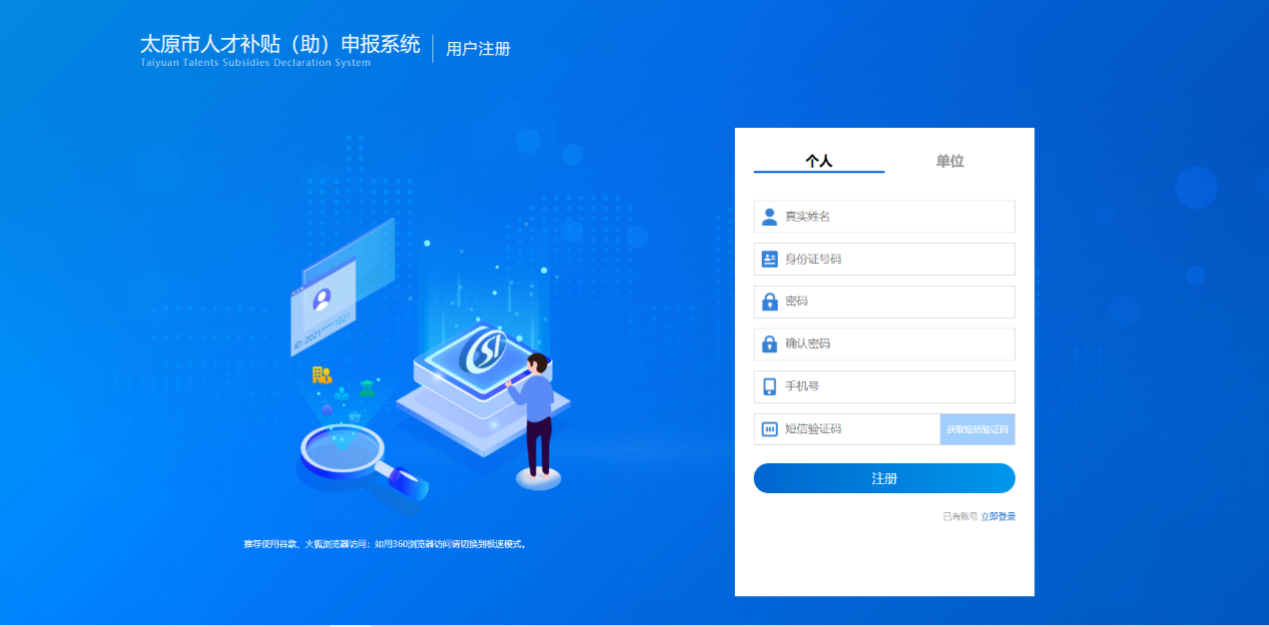 太原市人才补贴（助）申报系统
Taiyuan Talents Subsidies Declaration System
用户注册
个人
单位
真实姓名
身份证号码
密码
确认密码
手机号
短信验证码
获取短信验证码
注册
已有账号 立即登录
ID:2021****1021
推荐使用谷歌、火狐浏览器访问；如用360浏览器访问请切换到极速模式。